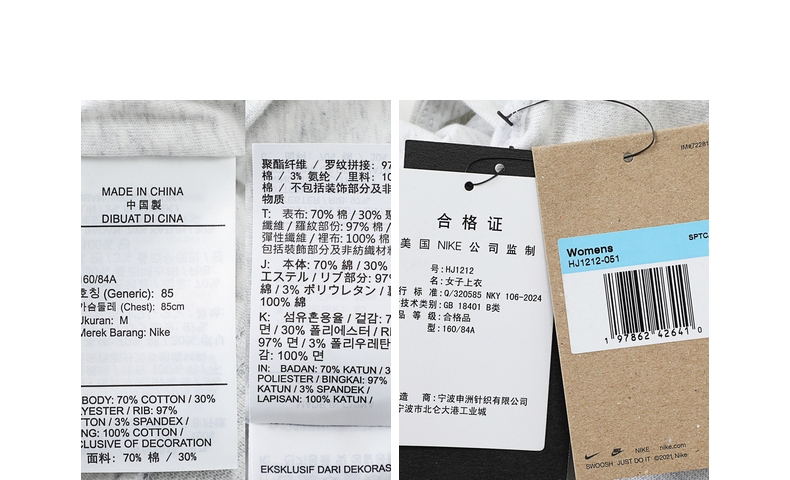 MADE IN CHINA
中国製
DIBUAT DI CINA
160/84A
호칭 (Generic): 85
가슴둘레 (Chest): 85cm
Ukuran: M
Merek Barang: Nike
BODY: 70% COTTON / 30%
LYESTER / RIB: 97%
TTON / 3% SPANDEX /
NG: 100% COTTON /
CLUSIVE OF DECORATION
面料: 70% 棉 / 30%
聚酯纤维 / 罗纹拼接: 97
棉 / 3% 氨纶 / 里料: 10
棉 / 不包括装饰部分及非
物质
T: 表布: 70% 棉 / 30%
纖維 / 羅紋部份: 97% 棉 /
彈性纖維 / 裡布: 100% 棉
包括裝飾部分及非紡織材
J: 本体: 70% 綿 / 30%
エステル / リブ部分: 97%
綿 / 3% ポリウレタン /
100% 綿
K: 섬유혼용율 / 겉감: 7
면 / 30% 폴리에스터 / RI
97% 면 / 3% 폴리우레탄
감: 100% 면
IN: BADAN: 70% KATUN / 3
POLIESTER / BINGKAI: 97%
KATUN / 3% SPANDEK /
LAPISAN: 100% KATUN /
EKSKLUSIF DARI DEKORAS
合格证
美国 NIKE 公司监制
号: HJ1212
名: 女子上衣
行标准: Q/320585 NKY 106-2024
技术类别: GB 18401 B类
品等级: 合格品
型: 160/84A
造商: 宁波申洲针织有限公司
宁波市北仑大港工业城
IM#72281
SPTC
Womens
HJ1212-051
1 97862 42641 0
NIKE nike.com
SWOOSH JUST DO IT ©2021 Nike